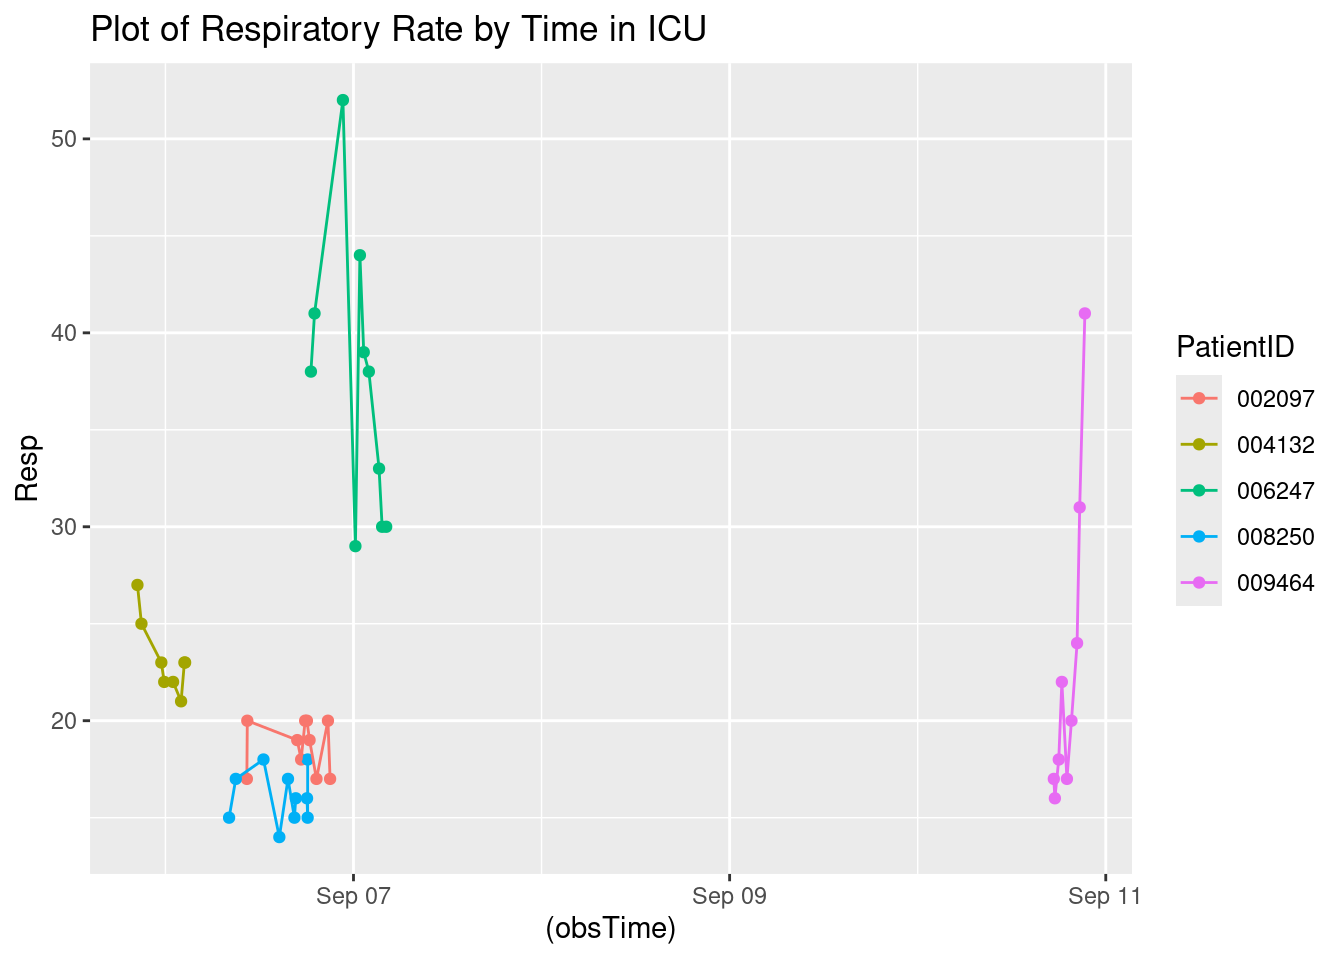 Plot of Respiratory Rate by Time in ICU
50
40
30
20
Resp
Sep 07
Sep 09
Sep 11
(obsTime)
PatientID
002097
004132
006247
008250
009464